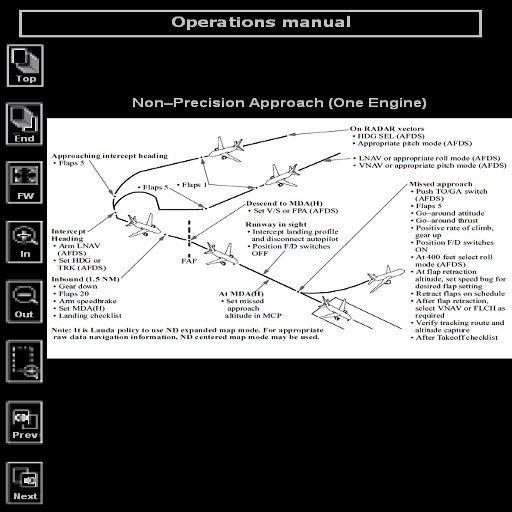 Operations manual
Top
End
FW
In
Out
Prev
Next
Non-Precision Approach (One Engine)
On RADAR vectors
• HDG SEL (AFDS)
• Appropriate pitch mode (AFDS)
Approaching intercept heading
• Flaps 5
• LNAV or appropriate roll mode (AFDS)
• VNAV or appropriate pitch mode (AFDS)
• Flaps 5
• Flaps 1
Missed approach
• Push TO/GA switch
(AFDS)
• Flaps 5
• Go-around attitude
• Go-around thrust
• Positive rate of climb,
gear up
• Position F/D switches
ON
• At 400 feet select roll
mode (AFDS)
• At flap retraction
altitude, set speed bug for
desired flap setting
• Retract flaps on schedule
• After flap retraction,
select VNAV or FLCH as
required
• Verify tracking route and
altitude capture
• After Takeoff checklist
Descend to MDA(H)
• Set V/S or FPA (AFDS)
Runway in sight
• Intercept landing profile
and disconnect autopilot
• Position F/D switches
OFF
Intercept
Heading
• Arm LNAV
(AFDS)
• Set HDG or
TRK (AFDS)
FAF
Inbound (1.5 NM)
• Gear down
• Flaps 20
• Arm speedbrake
• Set MDA(H)
• Landing checklist
At MDA(H)
• Set missed
approach
altitude in MCP
Note: It is Lauda policy to use ND expanded map mode. For appropriate
raw data navigation information, ND centered map mode may be used.